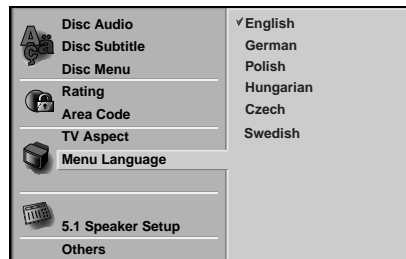 Disc Audio
Disc Subtitle
Disc Menu
Rating
Area Code
TV Aspect
Menu Language
5.1 Speaker Setup
Others
✓English
German
Polish
Hungarian
Czech
Swedish